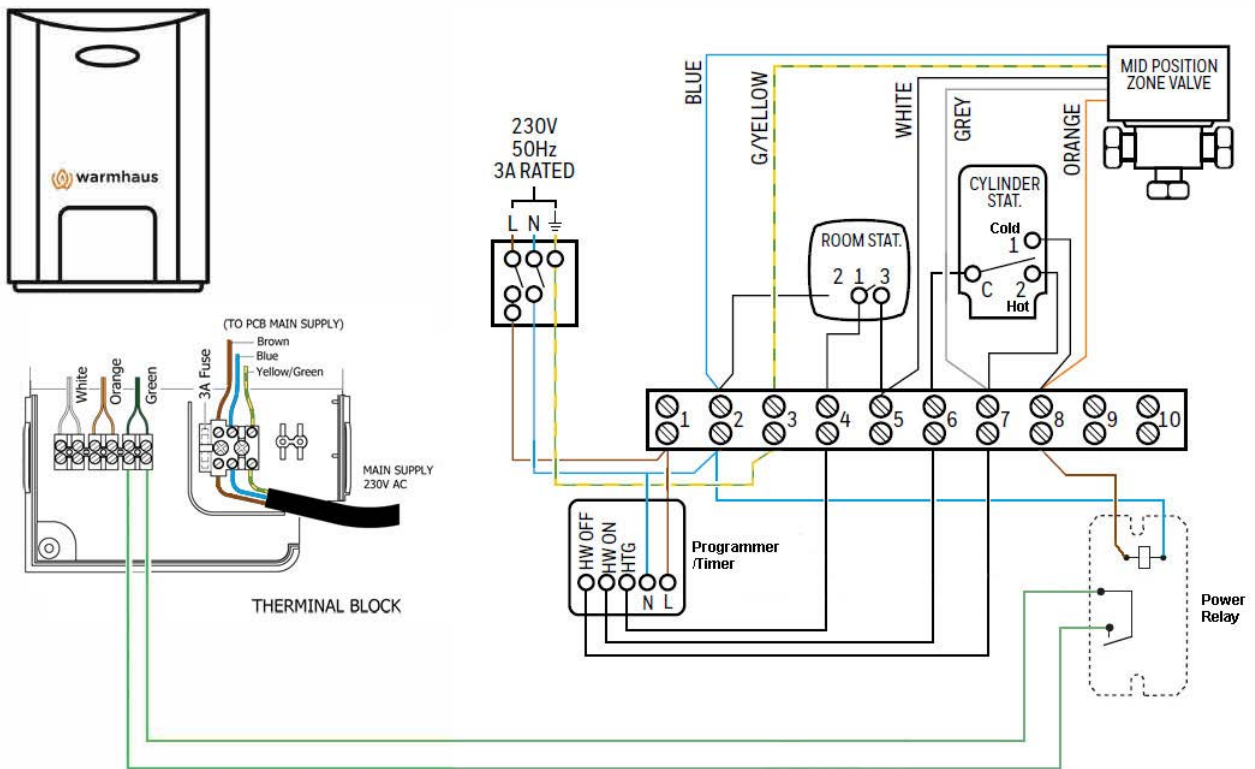 warmhaus
230V
50Hz
3A RATED
L N
BLUE
G/YELLOW
WHITE
GREY
ORANGE
MID POSITION
ZONE VALVE
ROOM STAT.
2 1 3
CYLINDER
STAT.
Cold
1
C 2
Hot
(TO PCB MAIN SUPPLY)
Brown
Blue
Yellow/Green
White
Orange
Green
3A Fuse
MAIN SUPPLY
230V AC
THERMINAL BLOCK
1 2 3 4 5 6 7 8 9 10
HW OFF
HW ON
HTG
N L
Programmer
/Timer
Power
Relay